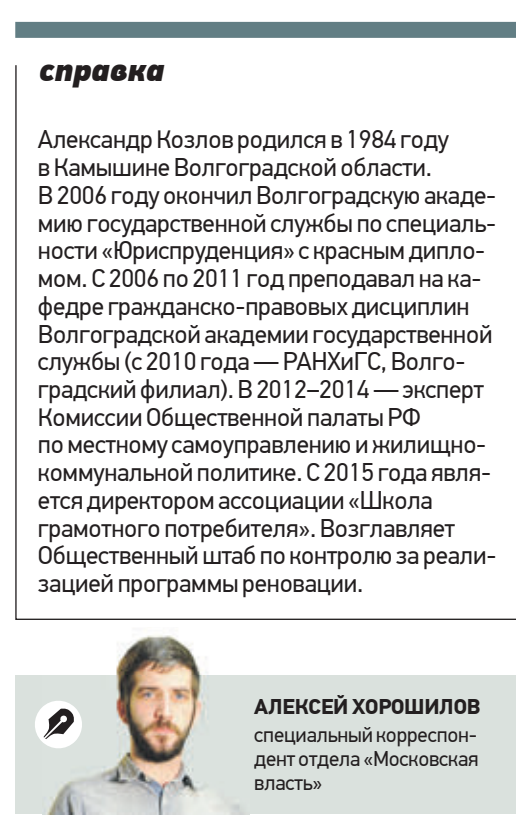 справка
Александр Козлов родился в 1984 году
в Камышине Волгоградской области.
В 2006 году окончил Волгоградскую акаде-
мию государственной службы по специаль-
ности «Юриспруденция» с красным дипло-
мом. С 2006 по 2011 год преподавал на ка-
федре гражданско-правовых дисциплин
Волгоградской академии государственной
службы (с 2010 года — РАНХиГС, Волго-
градский филиал). В 2012–2014 — эксперт
Комиссии Общественной палаты РФ
по местному самоуправлению и жилищно-
коммунальной политике. С 2015 года явля-
ется директором ассоциации «Школа
грамотного потребителя». Возглавляет
Общественный штаб по контролю за реали-
зацией программы реновации.
АЛЕКСЕЙ ХОРОШИЛОВ
специальный корреспон-
дент отдела «Московская
власть»